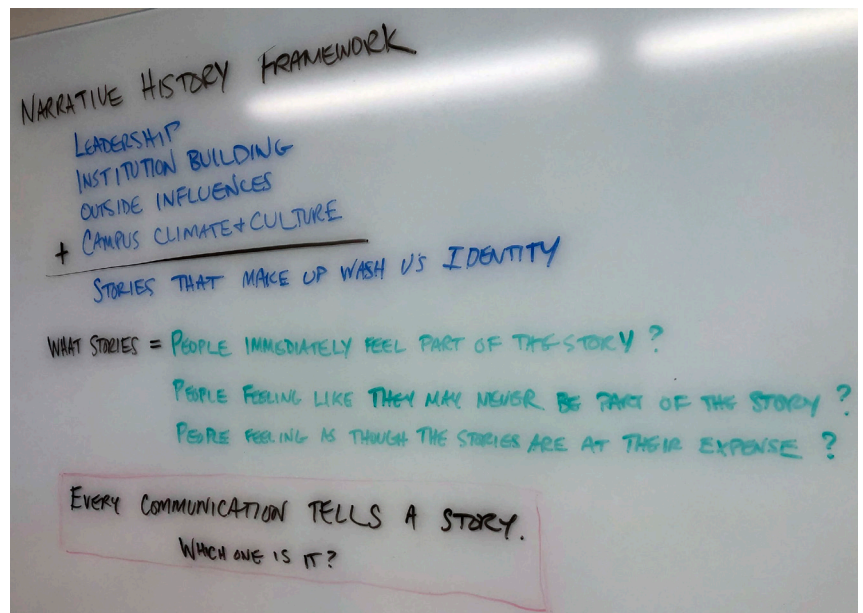 NARRATIVE HISTORY FRAMEWORK
LEADERSHIP
INSTITUTION BUILDING
OUTSIDE INFLUENCES
+ CAMPUS CLIMATE + CULTURE
STORIES THAT MAKE UP WASH U'S IDENTITY
WHAT STORIES = PEOPLE IMMEDIATELY FEEL PART OF THE STORY?
PEOPLE FEELING LIKE THEY MAY NEVER BE PART OF THE STORY?
PEOPLE FEELING AS THOUGH THE STORIES ARE AT THEIR EXPENSE?
EVERY COMMUNICATION TELLS A STORY.
WHICH ONE IS IT?